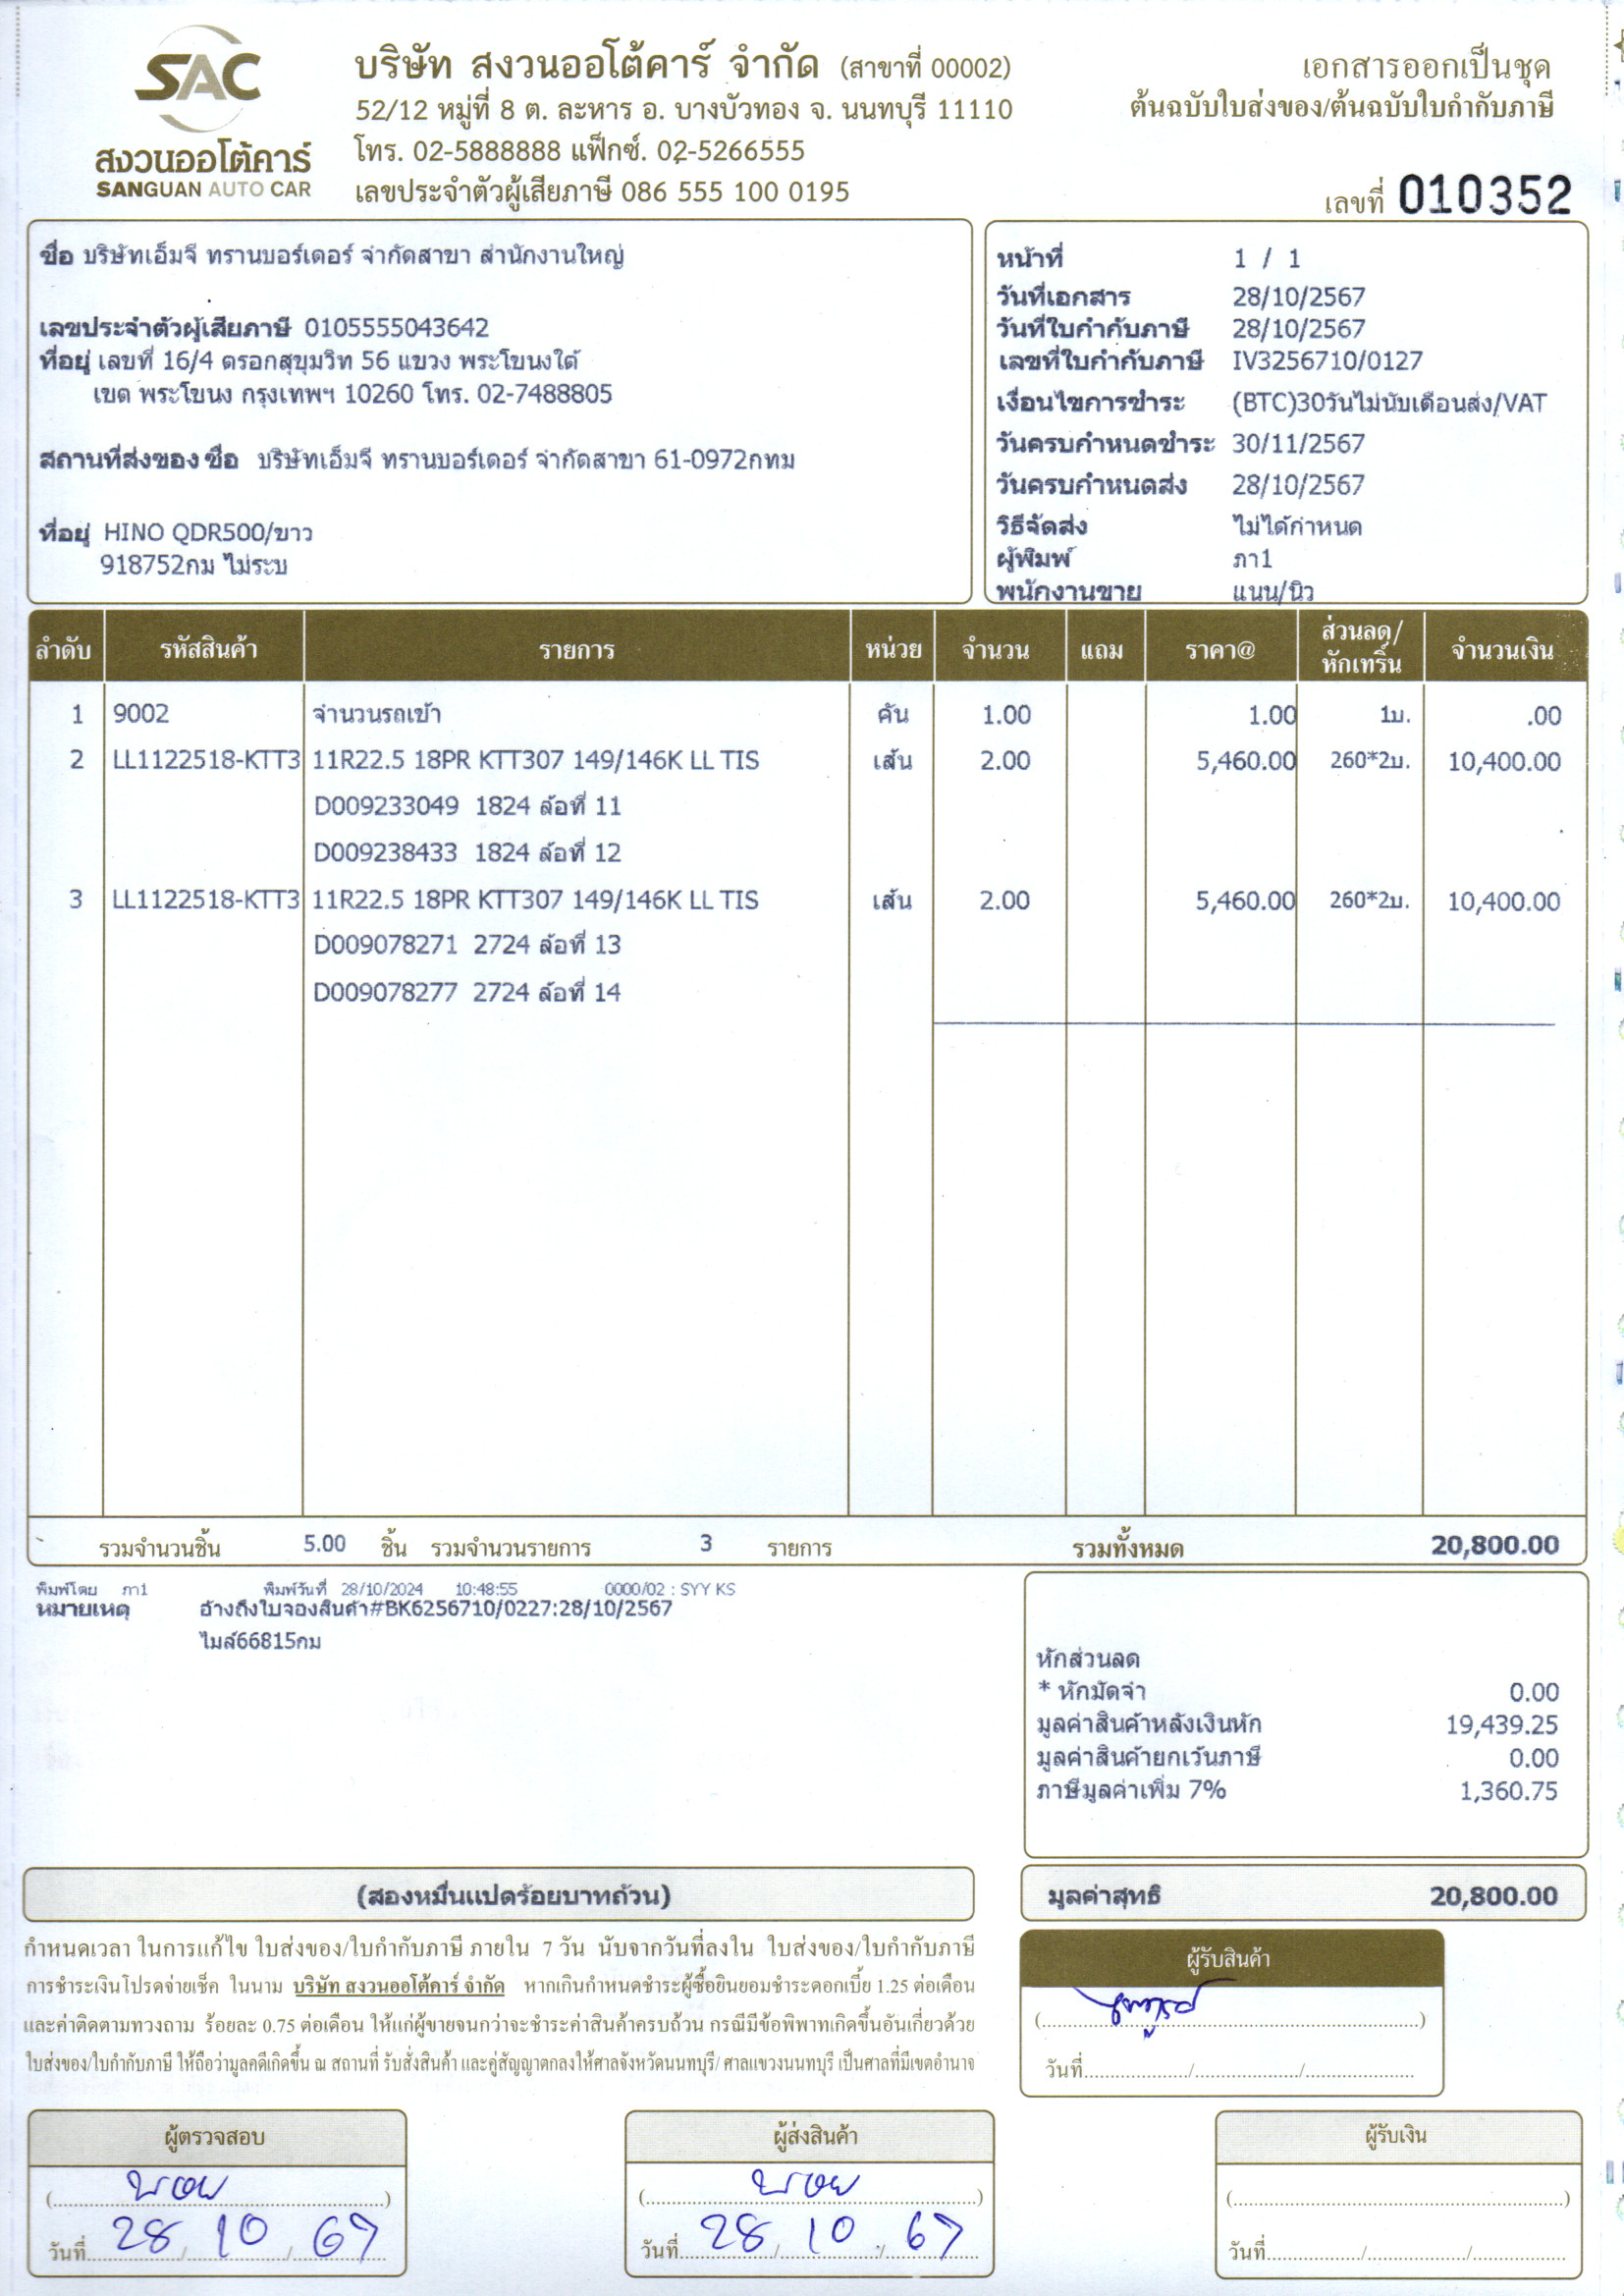 SAC
สงวนออโต้คาร์
SANGUAN AUTO CAR
บริษัท สงวนออโต้คาร์ จำกัด (สาขาที่ 00002)
52/12 หมู่ที่ 8 ต. ละหาร อ. บางบัวทอง จ. นนทบุรี 11110
โทร. 02-5888888 แฟ็กซ์. 02-5266555
เลขประจำตัวผู้เสียภาษี 086 555 100 0195
เอกสารออกเป็นชุด
ต้นฉบับใบส่งของ/ต้นฉบับใบกำกับภาษี
เลขที่ 010352
ชื่อ บริษัทเอ็มจี ทรานบอร์เดอร์ จำกัดสาขา สำนักงานใหญ่
เลขประจำตัวผู้เสียภาษี 0105555043642
ที่อยู่ เลขที่ 16/4 ตรอกสุขุมวิท 56 แขวง พระโขนงใต้
เขต พระโขนง กรุงเทพฯ 10260 โทร. 02-7488805
สถานที่ส่งของ ชื่อ บริษัทเอ็มจี ทรานบอร์เดอร์ จำกัดสาขา 61-0972กทม
ที่อยู่ HINO QDR500/ขาว
918752กม ไม่ระบ
หน้าที่ 1 / 1
วันที่เอกสาร 28/10/2567
วันที่ใบกำกับภาษี 28/10/2567
เลขที่ใบกำกับภาษี IV3256710/0127
เงื่อนไขการชำระ (BTC)30วันไม่นับเดือนส่ง/VAT
วันครบกำหนดชำระ 30/11/2567
วันครบกำหนดส่ง 28/10/2567
วิธีจัดส่ง ไม่ได้กำหนด
ผู้พิมพ์ ภา1
พนักงานขาย แนน/นิว
ลำดับ รหัสสินค้า รายการ หน่วย จำนวน แถม ราคา@ ส่วนลด/หักเทริ์น จำนวนเงิน
1 9002 จำนวนรถเข้า คัน 1.00 1.00 1บ. .00
2 LL1122518-KTT3 11R22.5 18PR KTT307 149/146K LL TIS เส้น 2.00 5,460.00 260*2บ. 10,400.00
D009233049 1824 ล้อที่ 11
D009238433 1824 ล้อที่ 12
3 LL1122518-KTT3 11R22.5 18PR KTT307 149/146K LL TIS เส้น 2.00 5,460.00 260*2บ. 10,400.00
D009078271 2724 ล้อที่ 13
D009078277 2724 ล้อที่ 14
รวมจำนวนชิ้น 5.00 ชิ้น รวมจำนวนรายการ 3 รายการ รวมทั้งหมด 20,800.00
พิมพ์โดย ภา1 พิมพ์วันที่ 28/10/2024 10:48:55 0000/02 : SYY KS
หมายเหตุ อ้างถึงใบจองสินค้า#BK6256710/0227:28/10/2567
ไมล์66815กม
หักส่วนลด
* หักมัดจำ 0.00
มูลค่าสินค้าหลังเงินหัก 19,439.25
มูลค่าสินค้ายกเว้นภาษี 0.00
ภาษีมูลค่าเพิ่ม 7% 1,360.75
(สองหมื่นแปดร้อยบาทถ้วน)
มูลค่าสุทธิ 20,800.00
กำหนดเวลา ในการแก้ไข ใบส่งของ/ใบกำกับภาษี ภายใน 7 วัน นับจากวันที่ลงใน ใบส่งของ/ใบกำกับภาษี
การชำระเงินโปรดจ่ายเช็ค ในนาม บริษัท สงวนออโต้คาร์ จำกัด หากเกินกำหนดชำระผู้ซื้อยินยอมชำระดอกเบี้ย 1.25 ต่อเดือน
และค่าติดตามทวงถาม ร้อยละ 0.75 ต่อเดือน ให้แก่ผู้ขายจนกว่าจะชำระค่าสินค้าครบถ้วน กรณีมีข้อพิพาทเกิดขึ้นอันเกี่ยวด้วย
ใบส่งของ/ใบกำกับภาษี ให้ถือว่ามูลคดีเกิดขึ้น ณ สถานที่ รับสั่งสินค้า และคู่สัญญาตกลงให้ศาลจังหวัดนนทบุรี/ ศาลแขวงนนทบุรี เป็นศาลที่มีเขตอำนาจ
ผู้รับสินค้า
วันที่
ผู้ตรวจสอบ
วันที่ 28/10/67
ผู้ส่งสินค้า
วันที่ 28/10/67
ผู้รับเงิน
วันที่